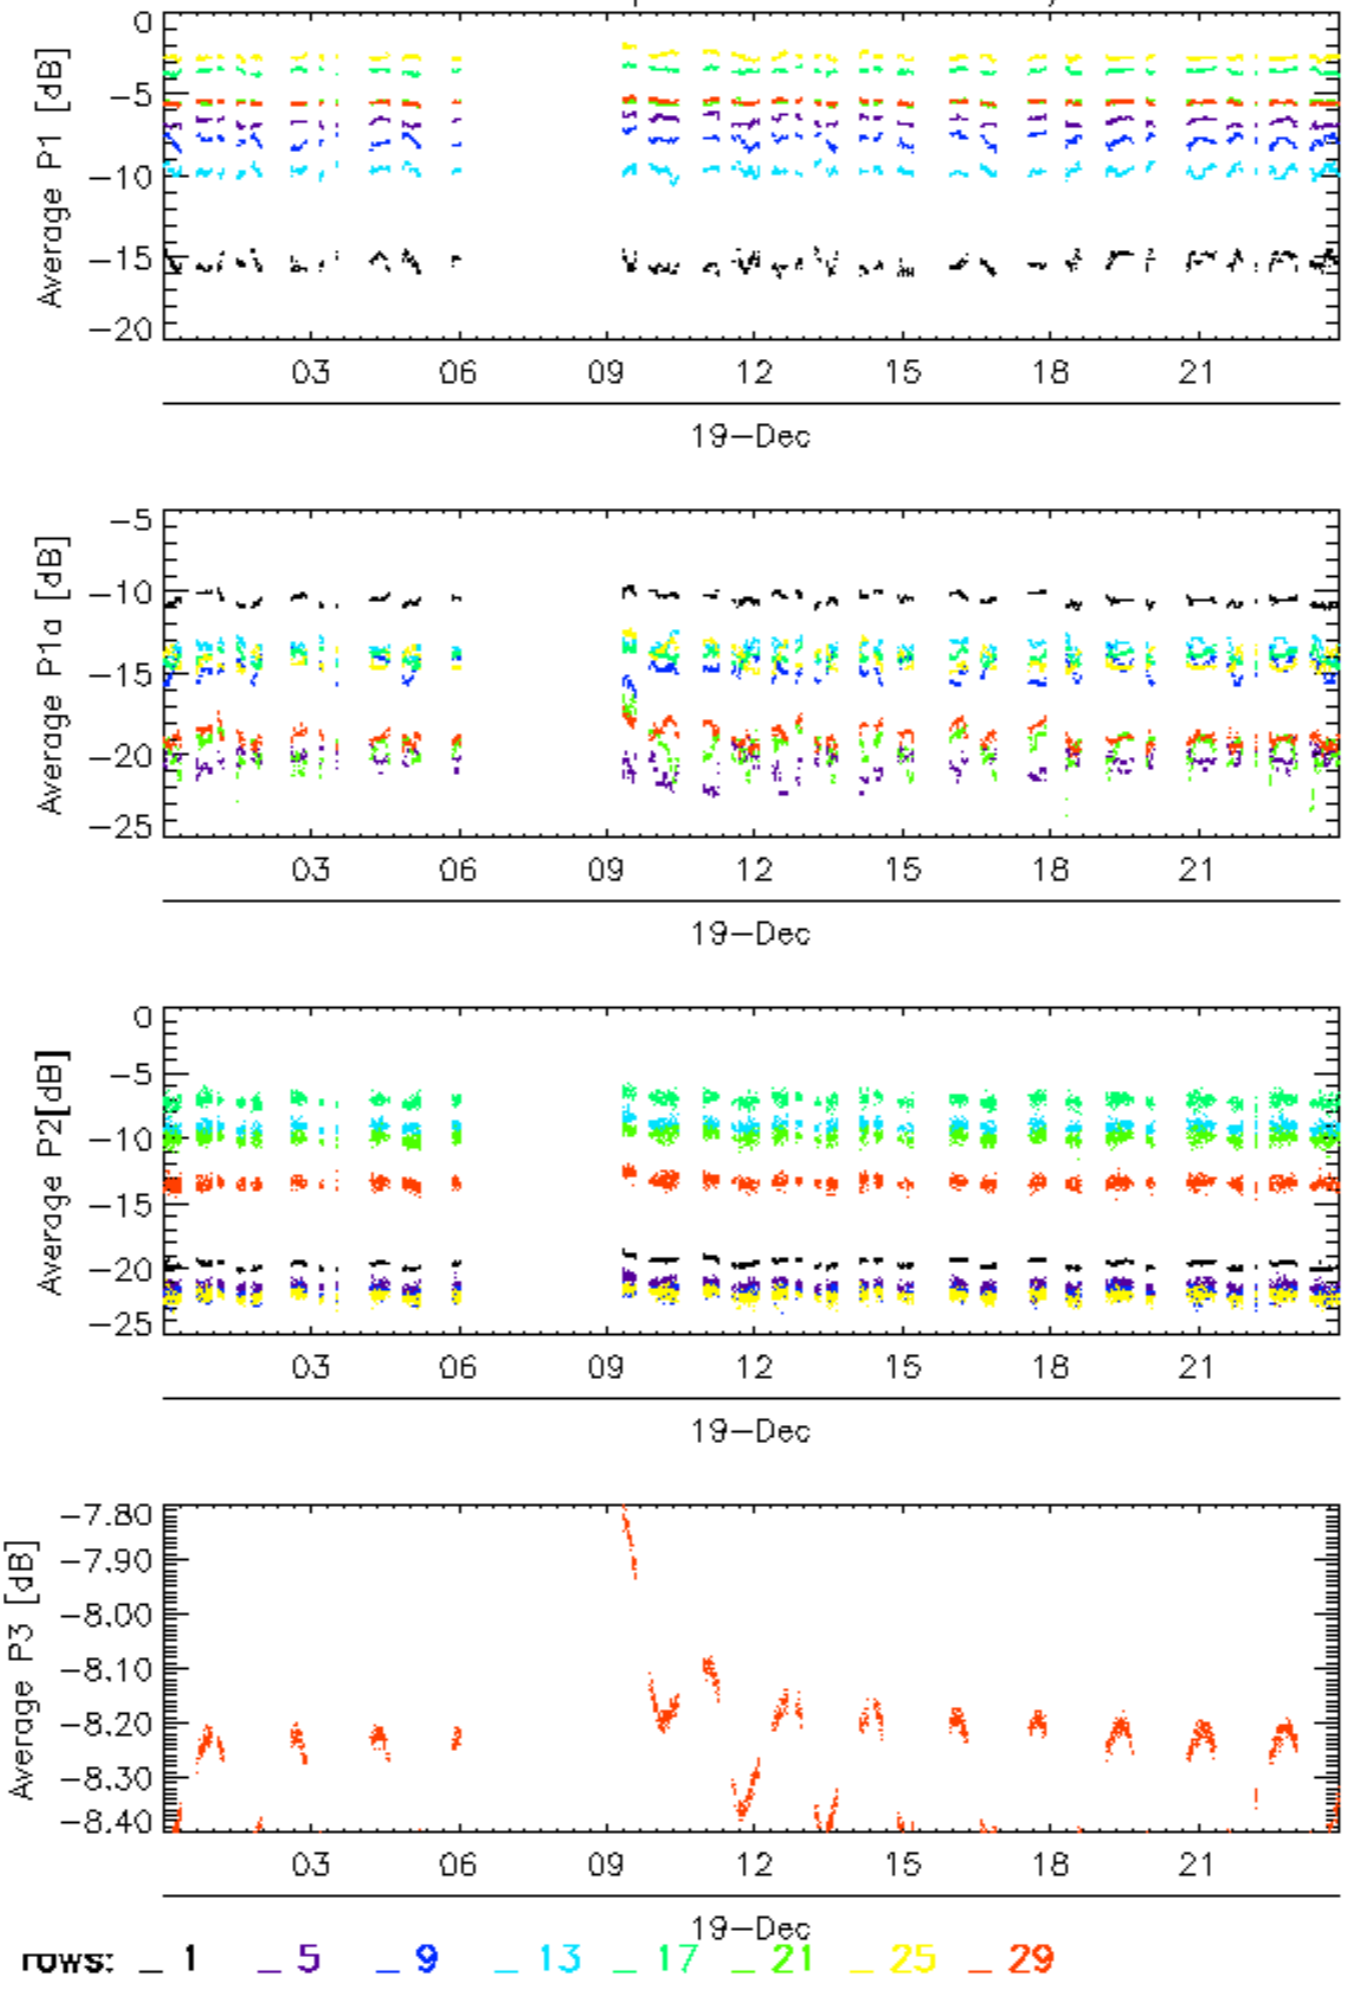 0
−5
−10
−15
−20
Average P1 [dB]
03 06 09 12 15 18 21
19−Dec
−5
−10
−15
−20
−25
Average P1a [dB]
03 06 09 12 15 18 21
19−Dec
0
−5
−10
−15
−20
−25
Average P2[dB]
03 06 09 12 15 18 21
19−Dec
−7.80
−7.90
−8.00
−8.10
−8.20
−8.30
−8.40
Average P3 [dB]
03 06 09 12 15 18 21
19−Dec
rows: _ 1 _ 5 _ 9 _ 13 _ 17 _ 21 _ 25 _ 29